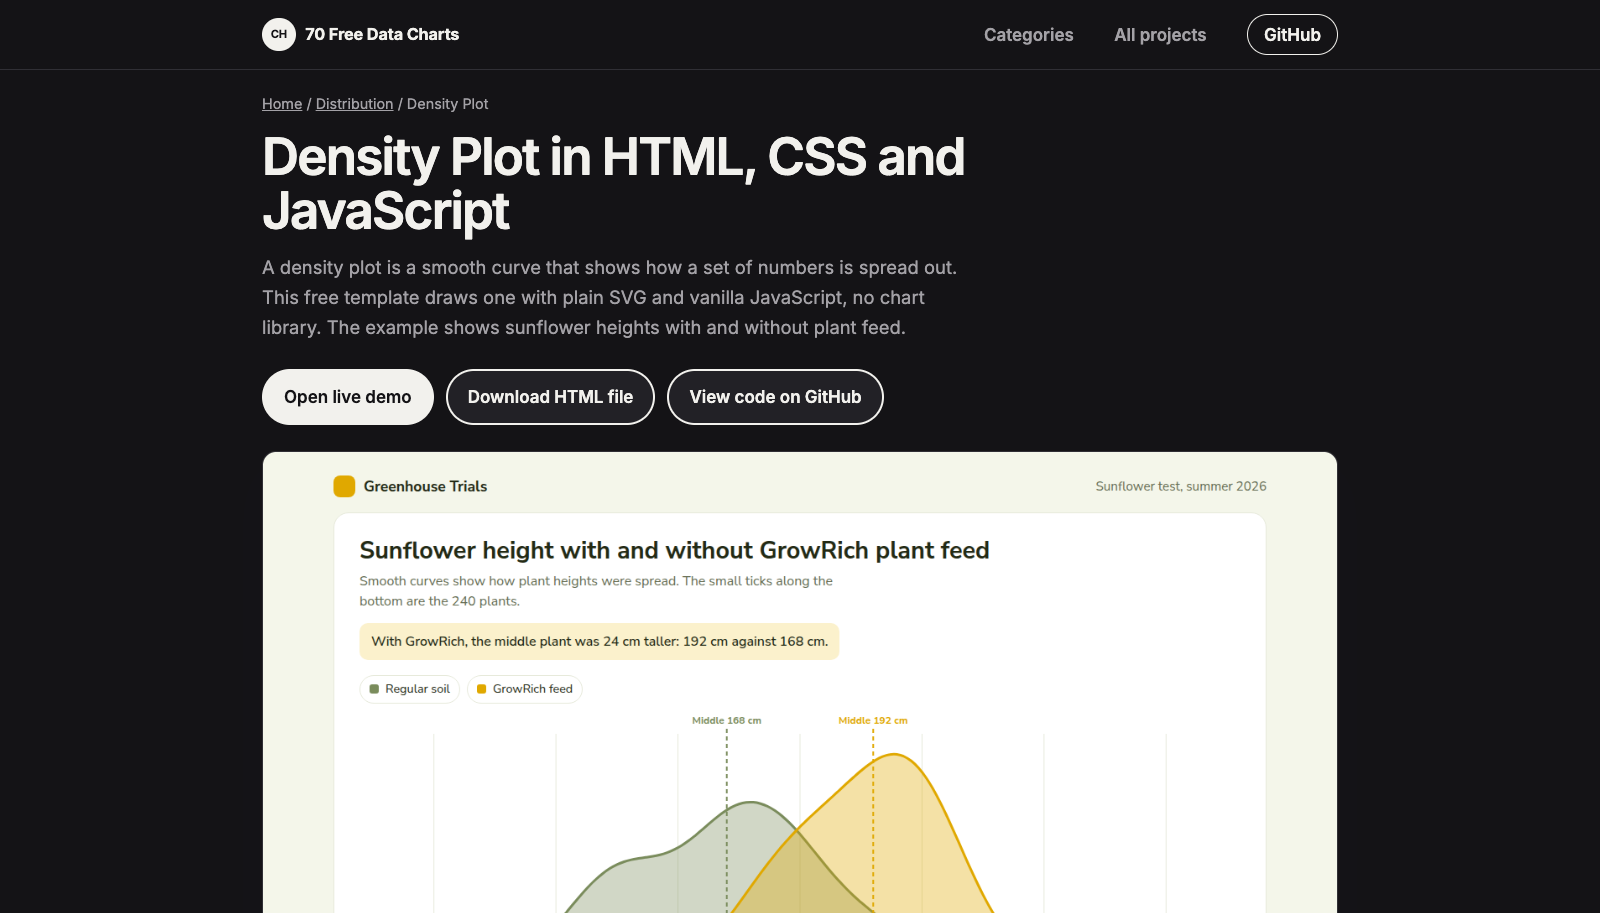 CH 70 Free Data Charts
Categories All projects GitHub
Home / Distribution / Density Plot
Density Plot in HTML, CSS and
JavaScript
A density plot is a smooth curve that shows how a set of numbers is spread out.
This free template draws one with plain SVG and vanilla JavaScript, no chart
library. The example shows sunflower heights with and without plant feed.
Open live demo Download HTML file View code on GitHub
Greenhouse Trials Sunflower test, summer 2026
Sunflower height with and without GrowRich plant feed
Smooth curves show how plant heights were spread. The small ticks along the
bottom are the 240 plants.
With GrowRich, the middle plant was 24 cm taller: 192 cm against 168 cm.
Regular soil GrowRich feed
Middle 168 cm Middle 192 cm